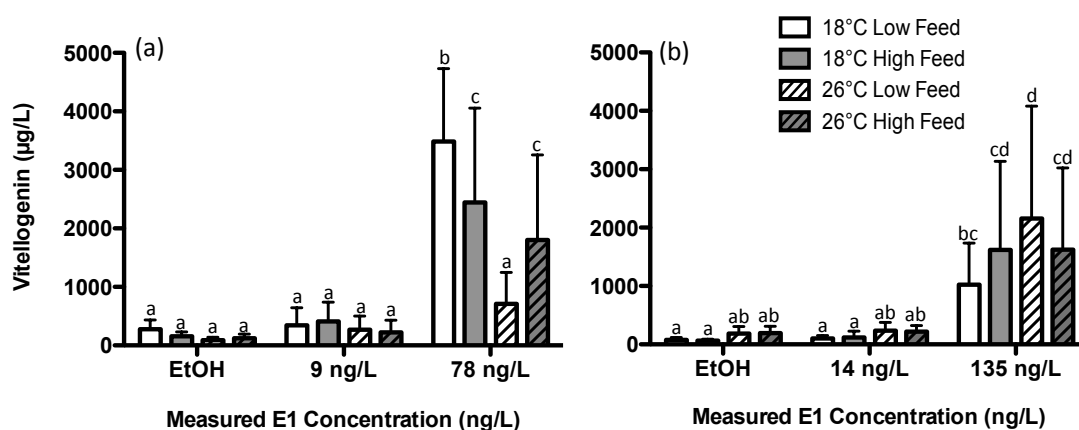 (a)
Vitellogenin (µg/L)
5000
4000
3000
2000
1000
0
a a a a
a a a a
b c a c
EtOH 9 ng/L 78 ng/L
Measured E1 Concentration (ng/L)
(b)
18°C Low Feed
18°C High Feed
26°C Low Feed
26°C High Feed
5000
4000
3000
2000
1000
0
a a ab ab
a a ab ab
bc cd d cd
EtOH 14 ng/L 135 ng/L
Measured E1 Concentration (ng/L)